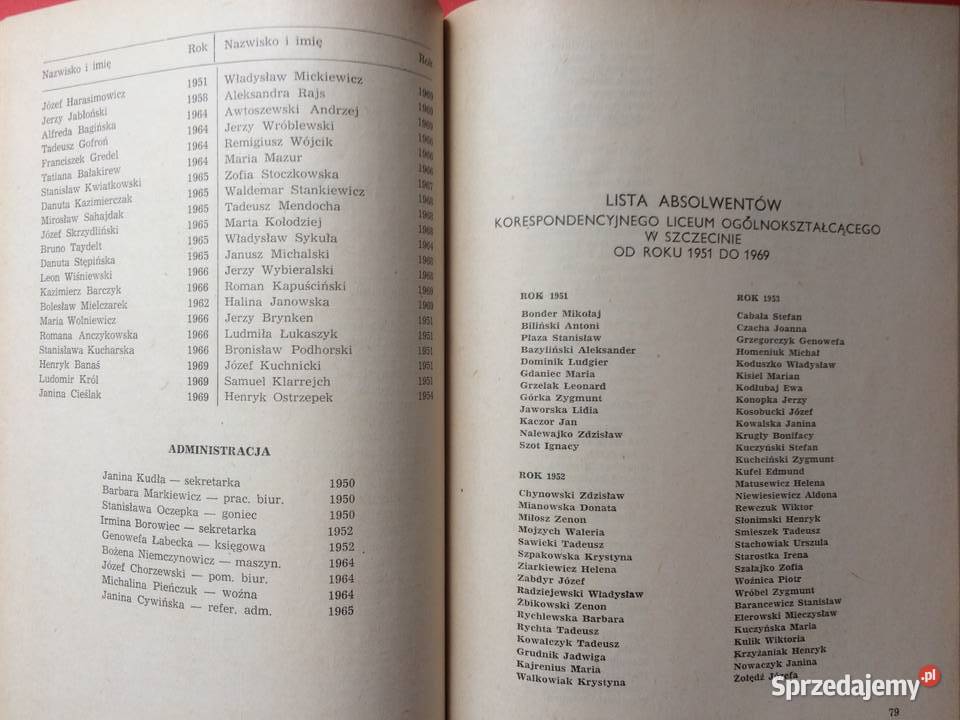 Nazwisko i imię Rok Nazwisko i imię Rok
Józef Harasimowicz 1951 Władysław Mickiewicz 1969
Jerzy Jabłoński 1958 Aleksandra Rajs 1969
Alfreda Bagińska 1964 Awtoszewski Andrzej 1969
Tadeusz Gofroń 1964 Jerzy Wróblewski 1966
Franciszek Gredel 1964 Remigiusz Wójcik 1966
Tatiana Bałakirew 1964 Maria Mazur 1966
Stanisław Kwiatkowski 1965 Zofia Stoczkowska 1967
Danuta Kazimierczak 1965 Waldemar Stankiewicz 1968
Mirosław Sahajdak 1965 Tadeusz Mendocha 1968
Józef Skrzydliński 1965 Marta Kołodziej 1968
Bruno Taydelt 1965 Władysław Sykuła 1964
Danuta Stępińska 1965 Janusz Michalski 1968
Leon Wiśniewski 1966 Jerzy Wybieralski 1968
Kazimierz Barczyk 1966 Roman Kapuściński 1969
Bolesław Mielczarek 1962 Halina Janowska 1969
Maria Wolniewicz 1966 Jerzy Brynken 1951
Romana Anczykowska 1966 Ludmiła Łukaszyk 1951
Stanisława Kucharska 1966 Bronisław Podhorski 1951
Henryk Banaś 1969 Józef Kuchnicki 1951
Ludomir Król 1969 Samuel Klarrejch 1951
Janina Cieślak 1969 Henryk Ostrzepek 1954
ADMINISTRACJA
Janina Kudła — sekretarka 1950
Barbara Markiewicz — prac. biur. 1950
Stanisława Oczepka — goniec 1950
Irmina Borowiec — sekretarka 1952
Genowefa Łabecka — księgowa 1952
Bożena Niemczynowicz — maszyn. 1964
Józef Chorzewski — pom. biur. 1964
Michalina Pieńczuk — woźna 1964
Janina Cywińska — refer. adm. 1965
LISTA ABSOLWENTÓW
KORESPONDENCYJNEGO LICEUM OGÓLNOKSZTAŁCĄCEGO
W SZCZECINIE
OD ROKU 1951 DO 1969
ROK 1951
Bonder Mikołaj
Biliński Antoni
Płaza Stanisław
Bazyliński Aleksander
Dominik Ludgier
Gdaniec Maria
Grzelak Leonard
Górka Zygmunt
Jaworska Lidia
Kaczor Jan
Nalewajko Zdzisław
Szot Ignacy
ROK 1952
Chynowski Zdzisław
Mianowska Donata
Miłosz Zenon
Mojzych Waleria
Sawicki Tadeusz
Szpakowska Krystyna
Ziarkiewicz Helena
Zabdyr Józef
Radziejewski Władysław
Żbikowski Zenon
Rychlewska Barbara
Rychta Tadeusz
Kowalczyk Tadeusz
Grudnik Jadwiga
Kajrenius Maria
Walkowiak Krystyna
ROK 1953
Cabała Stefan
Czacha Joanna
Grzegorczyk Genowefa
Homeniuk Michał
Koduszko Władysław
Kisiel Marian
Kodłubaj Ewa
Konopka Jerzy
Kosobucki Józef
Kowalska Janina
Krugły Bonifacy
Kuczyński Stefan
Kuchciński Zygmunt
Kufel Edmund
Matusewicz Helena
Niewiesiewicz Aldona
Rewczuk Wiktor
Słonimski Henryk
Smieszek Tadeusz
Stachowiak Urszula
Starostka Irena
Szałajko Zofia
Woźnica Piotr
Wróbel Zygmunt
Barancewicz Stanisław
Elerowski Mieczysław
Kuczyńska Maria
Kulik Wiktoria
Krzyżaniak Henryk
Nowaczyk Janina
Żołędź Józefa
79
Sprzedajemy.pl